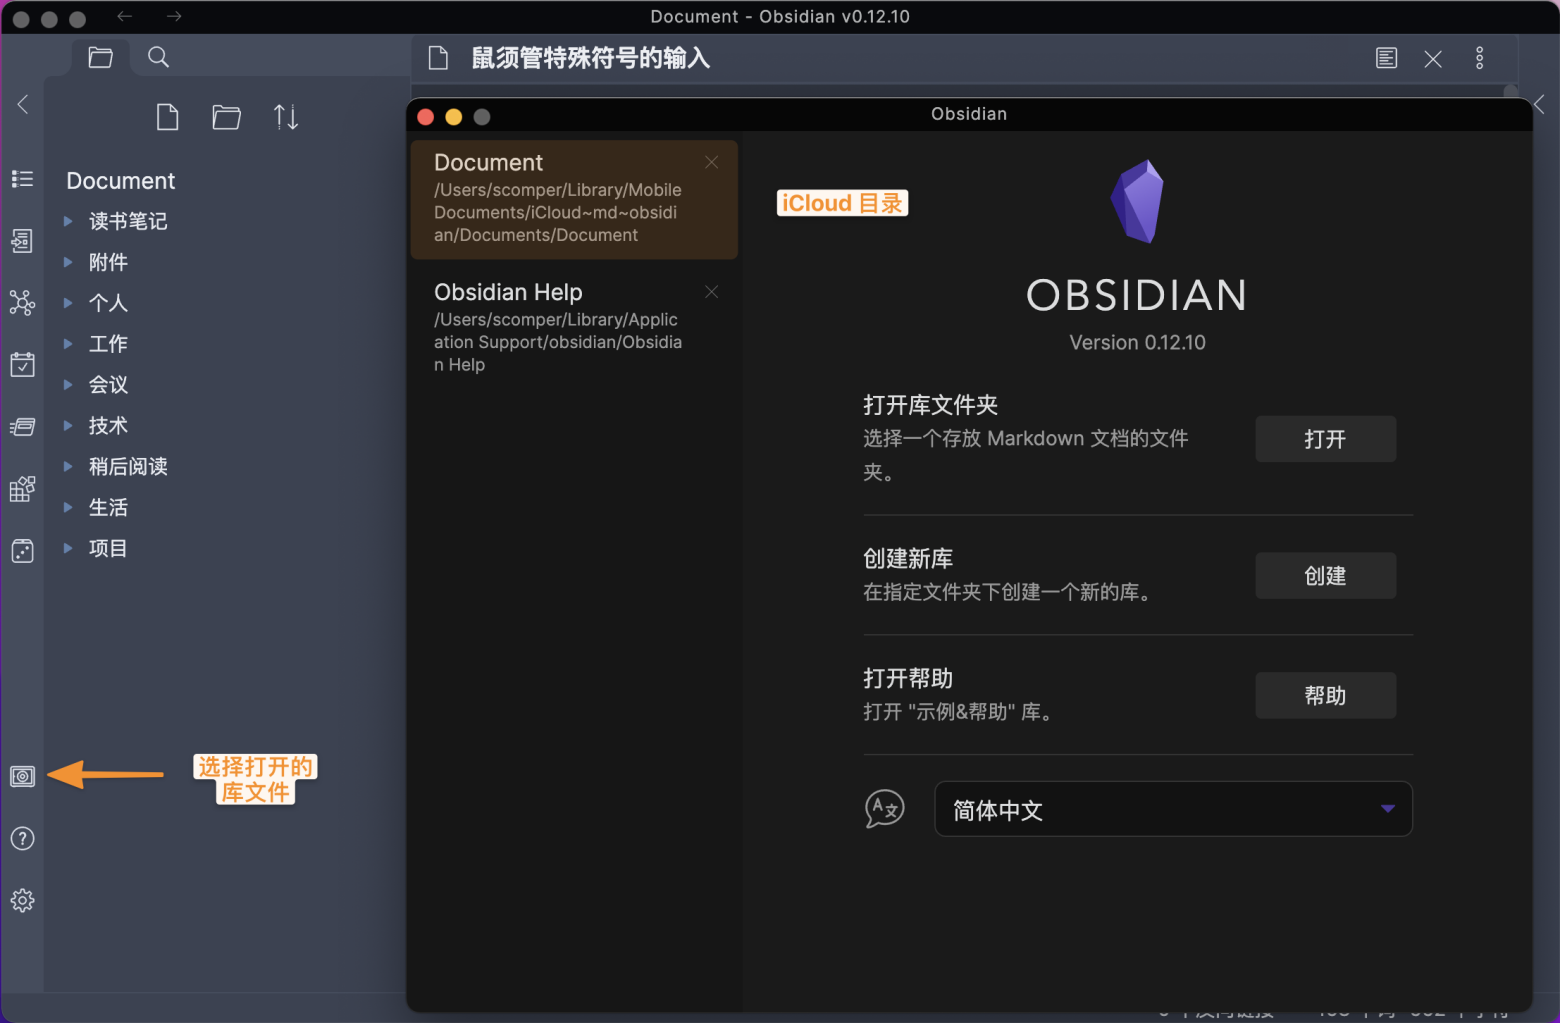 Document - Obsidian v0.12.10
鼠须管特殊符号的输入
Document
读书笔记
附件
个人
工作
会议
技术
稍后阅读
生活
项目
选择打开的
库文件
Obsidian
Document
/Users/scomper/Library/Mobile
Documents/iCloud~md~obsidi
an/Documents/Document
Obsidian Help
/Users/scomper/Library/Applic
ation Support/obsidian/Obsidia
n Help
iCloud 目录
OBSIDIAN
Version 0.12.10
打开库文件夹
选择一个存放 Markdown 文档的文件
夹。
打开
创建新库
在指定文件夹下创建一个新的库。
创建
打开帮助
打开 "示例&帮助" 库。
帮助
简体中文